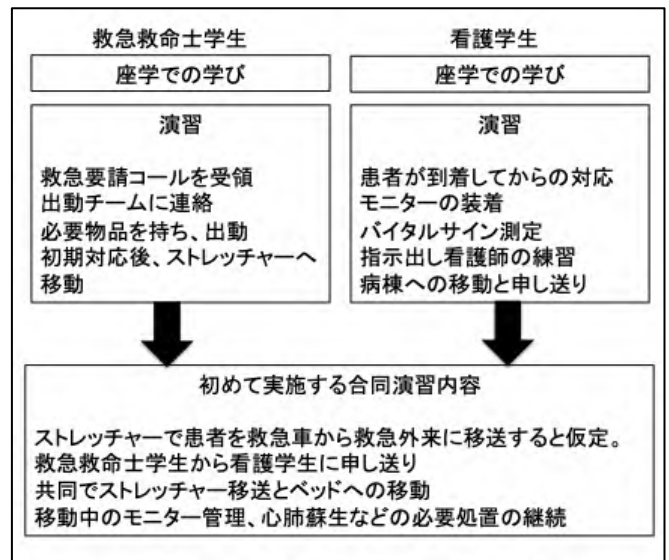 救急救命士学生
座学での学び
演習
救急要請コールを受領
出動チームに連絡
必要物品を持ち、出動
初期対応後、ストレッチャーへ
移動
看護学生
座学での学び
演習
患者が到着してからの対応
モニターの装着
バイタルサイン測定
指示出し看護師の練習
病棟への移動と申し送り
初めて実施する合同演習内容
ストレッチャーで患者を救急車から救急外来に移送すると仮定。
救急救命士学生から看護学生に申し送り
共同でストレッチャー移送とベッドへの移動
移動中のモニター管理、心肺蘇生などの必要処置の継続